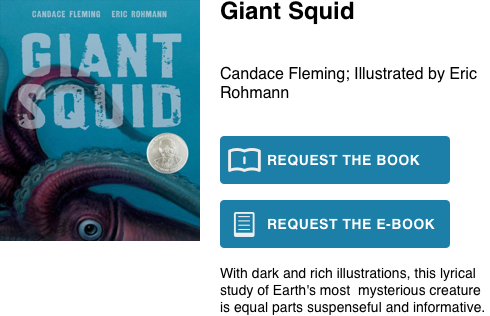 CANDACE FLEMING ERIC ROHMANN
GIANT
SQUID
Giant Squid
Candace Fleming; Illustrated by Eric
Rohmann
REQUEST THE BOOK
REQUEST THE E-BOOK
With dark and rich illustrations, this lyrical
study of Earth's most  mysterious creature
is equal parts suspenseful and informative.